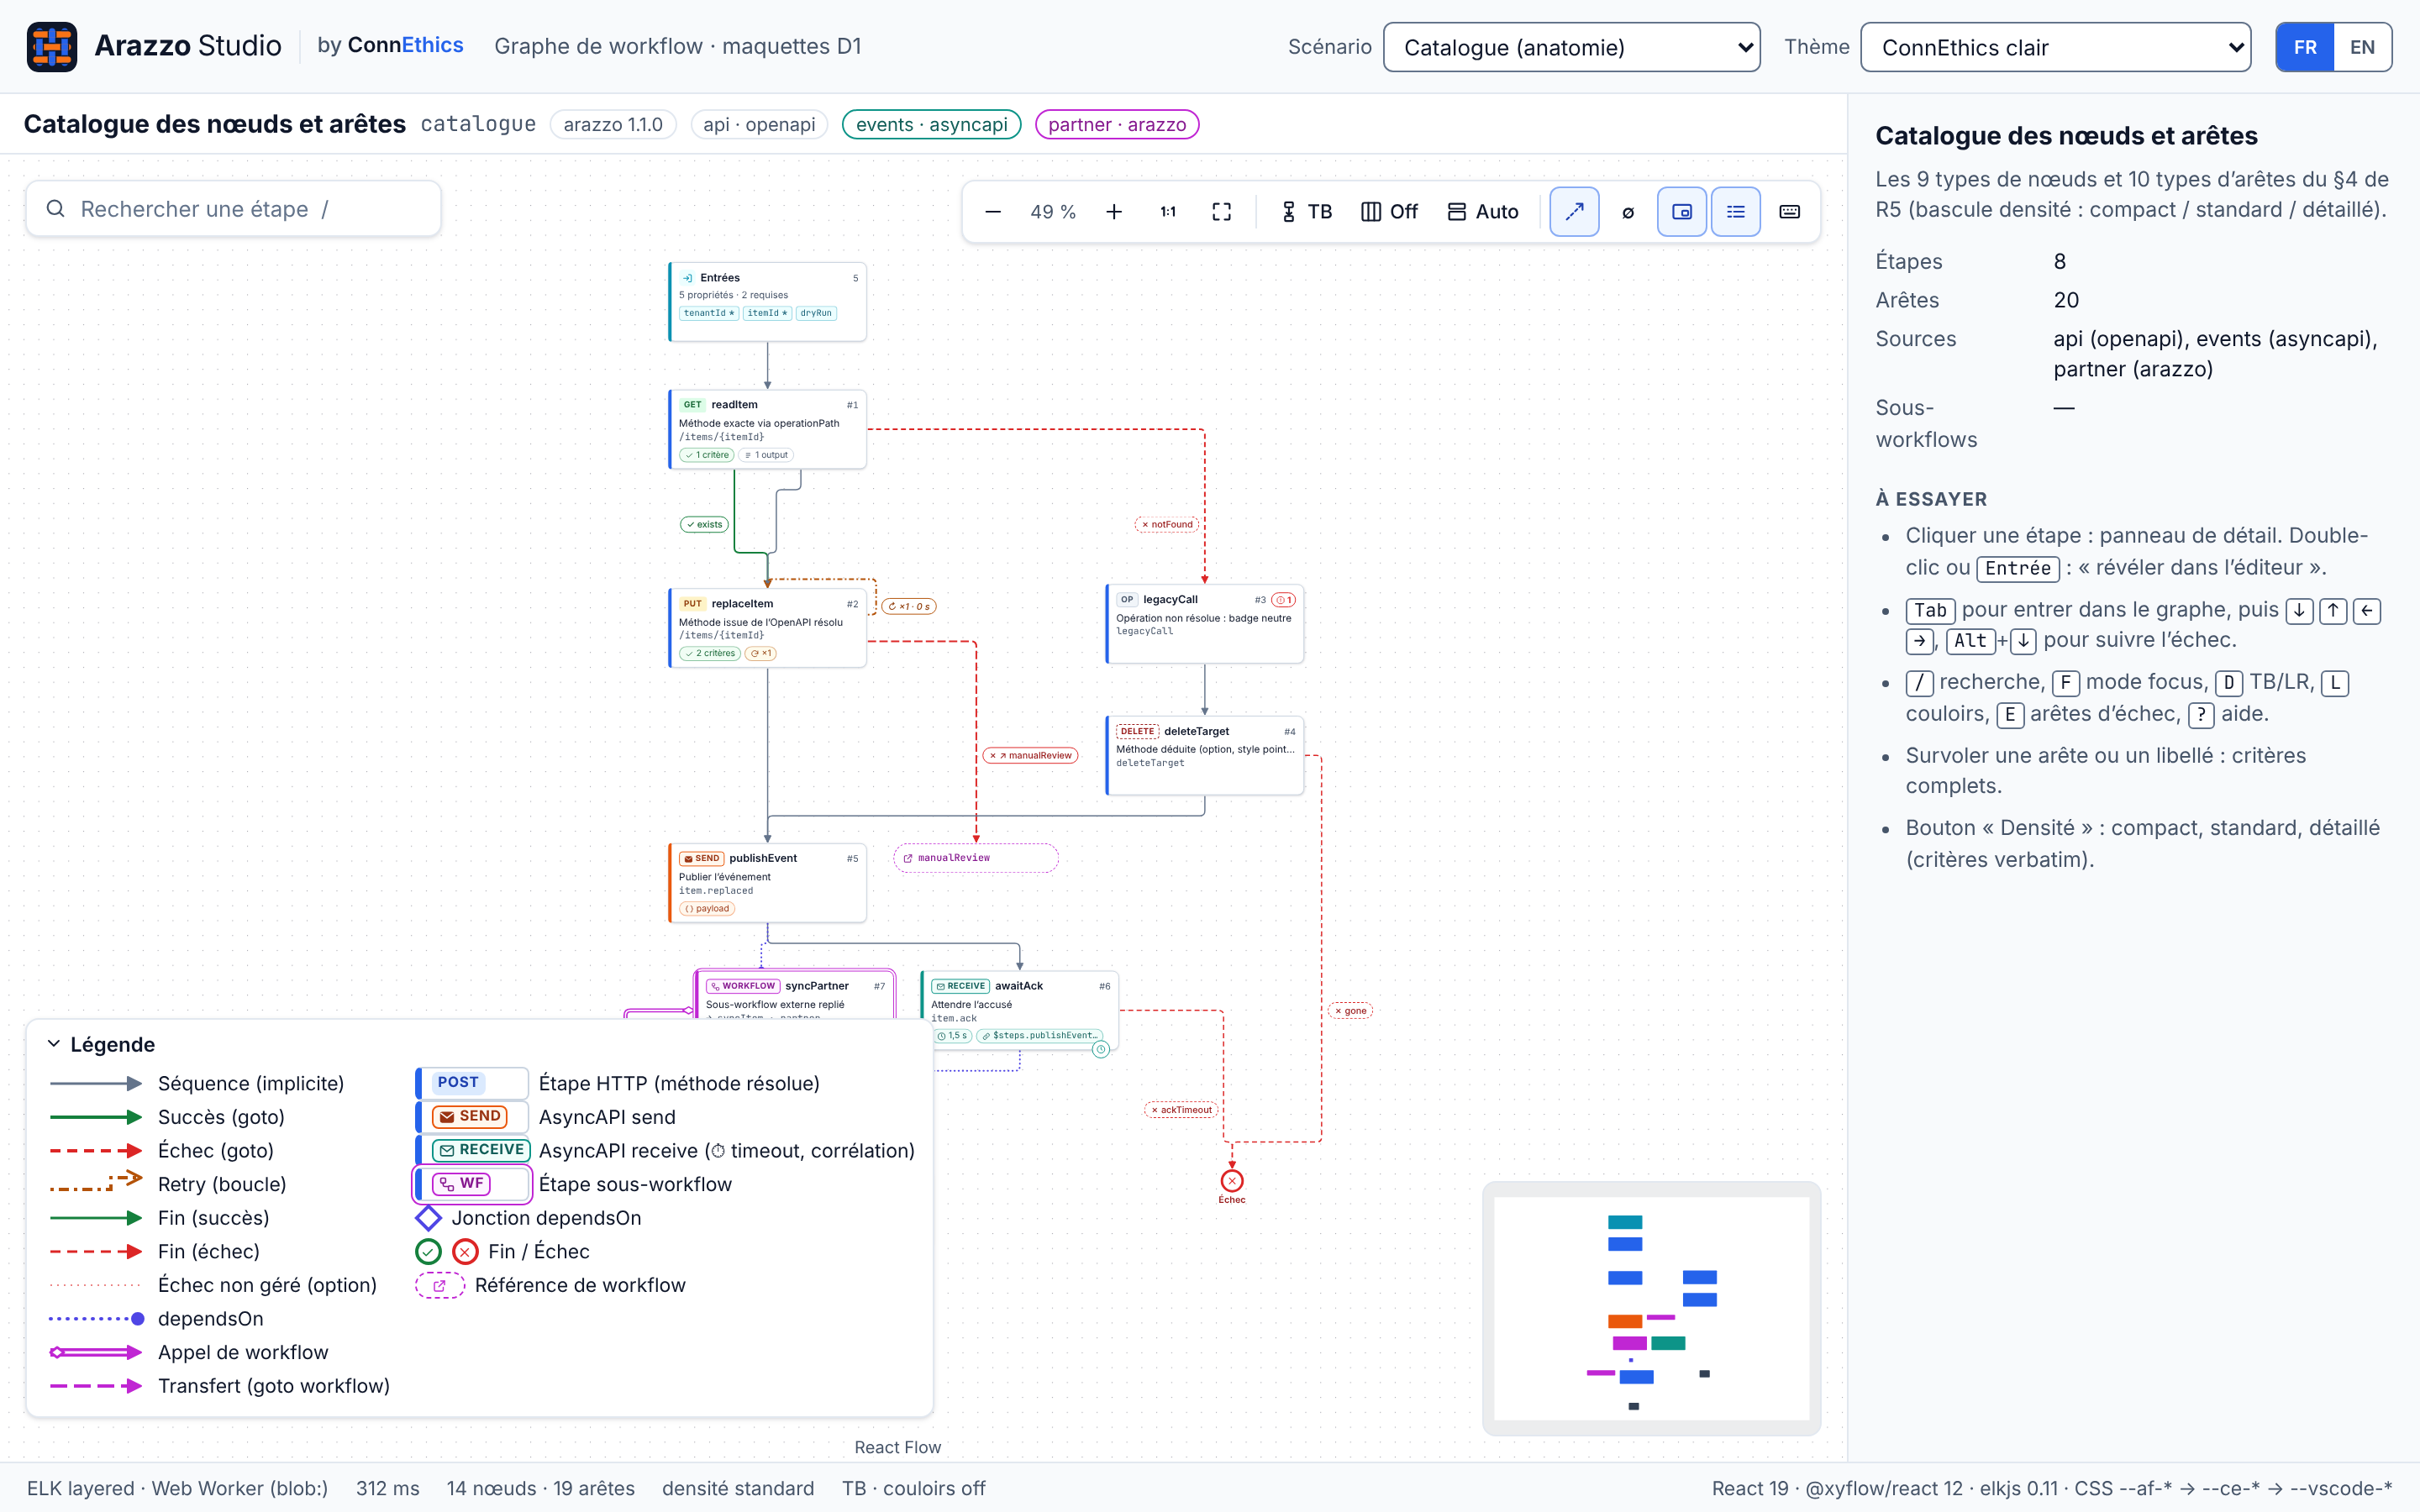 Arazzo Studio
by ConnEthics
Graphe de workflow · maquettes D1
Scénario
Catalogue (anatomie)
Thème
ConnEthics clair
FR
EN
Catalogue des nœuds et arêtes
catalogue
arazzo 1.1.0
api · openapi
events · asyncapi
partner · arazzo
Rechercher une étape /
49 %
1:1
TB
Off
Auto
Entrées 5
5 propriétés · 2 requises
tenantId * itemId * dryRun
GET readItem #1
Méthode exacte via operationPath
/items/{itemId}
1 critère 1 output
exists
notFound
PUT replaceItem #2
Méthode issue de l’OpenAPI résolu
/items/{itemId}
2 critères ×1
×1 · 0 s
OP legacyCall #3 1
Opération non résolue : badge neutre
legacyCall
DELETE deleteTarget #4
Méthode déduite (option, style point…
deleteTarget
manualReview
SEND publishEvent #5
Publier l’événement
item.replaced
{} payload
manualReview
WORKFLOW syncPartner #7
Sous-workflow externe replié
RECEIVE awaitAck #6
Attendre l’accusé
item.ack
1,5 s $steps.publishEvent…
gone
ackTimeout
Échec
Légende
Séquence (implicite)
Succès (goto)
Échec (goto)
Retry (boucle)
Fin (succès)
Fin (échec)
Échec non géré (option)
dependsOn
Appel de workflow
Transfert (goto workflow)
POST Étape HTTP (méthode résolue)
SEND AsyncAPI send
RECEIVE AsyncAPI receive (⏱ timeout, corrélation)
WF Étape sous-workflow
Jonction dependsOn
Fin / Échec
Référence de workflow
React Flow
Catalogue des nœuds et arêtes
Les 9 types de nœuds et 10 types d’arêtes du §4 de
R5 (bascule densité : compact / standard / détaillé).
Étapes 8
Arêtes 20
Sources api (openapi), events (asyncapi),
partner (arazzo)
Sous- —
workflows
À ESSAYER
• Cliquer une étape : panneau de détail. Double-
clic ou Entrée : « révéler dans l’éditeur ».
• Tab pour entrer dans le graphe, puis ↓ ↑ ←
→, Alt+↓ pour suivre l’échec.
• / recherche, F mode focus, D TB/LR, L
couloirs, E arêtes d’échec, ? aide.
• Survoler une arête ou un libellé : critères
complets.
• Bouton « Densité » : compact, standard, détaillé
(critères verbatim).
ELK layered · Web Worker (blob:) 312 ms 14 nœuds · 19 arêtes densité standard TB · couloirs off
React 19 · @xyflow/react 12 · elkjs 0.11 · CSS --af-* → --ce-* → --vscode-*